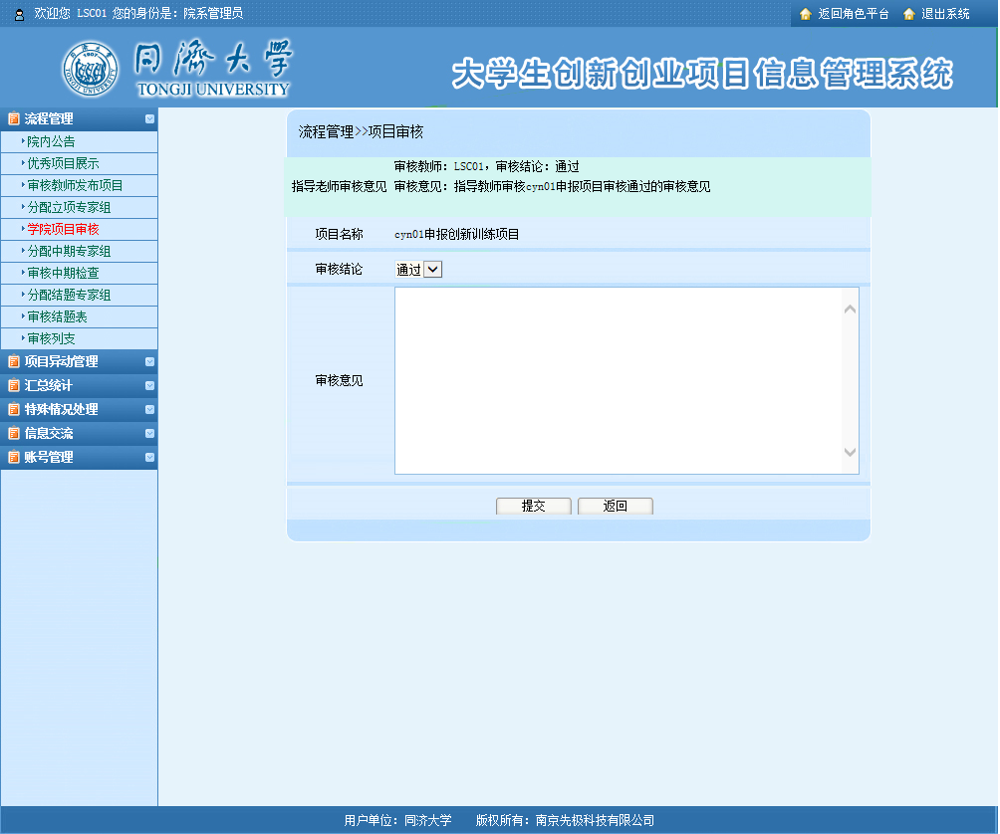 欢迎您 LSC01 您的身份是：院系管理员
返回角色平台 退出系统
同济大学
TONGJI UNIVERSITY
大学生创新创业项目信息管理系统
流程管理
院内公告
优秀项目展示
审核教师发布项目
分配立项专家组
学院项目审核
分配中期专家组
审核中期检查
分配结题专家组
审核结题表
审核列支
项目异动管理
汇总统计
特殊情况处理
信息交流
账号管理
流程管理>>项目审核
审核教师：LSC01，审核结论：通过
指导老师审核意见 审核意见：指导教师审核cyn01申报项目审核通过的审核意见
项目名称 cyn01申报创新训练项目
审核结论 通过
审核意见
提交 返回
用户单位：同济大学 版权所有：南京先极科技有限公司